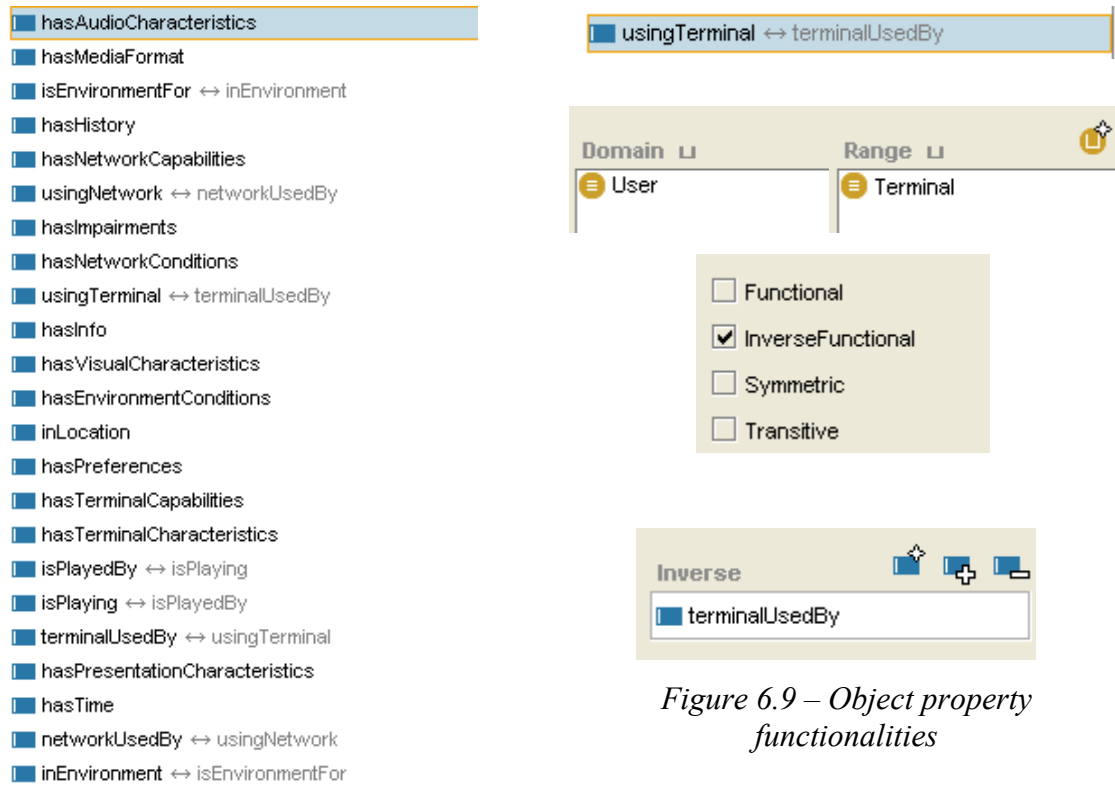 hasAudioCharacteristics
hasMediaFormat
isEnvironmentFor ↔ inEnvironment
hasHistory
hasNetworkCapabilities
usingNetwork ↔ networkUsedBy
hasImpairments
hasNetworkConditions
usingTerminal ↔ terminalUsedBy
hasInfo
hasVisualCharacteristics
hasEnvironmentConditions
inLocation
hasPreferences
hasTerminalCapabilities
hasTerminalCharacteristics
isPlayedBy ↔ isPlaying
isPlaying ↔ isPlayedBy
terminalUsedBy ↔ usingTerminal
hasPresentationCharacteristics
hasTime
networkUsedBy ↔ usingNetwork
inEnvironment ↔ isEnvironmentFor
usingTerminal ↔ terminalUsedBy
Domain ⊔ Range ⊔
User Terminal
Functional
InverseFunctional
Symmetric
Transitive
Inverse
terminalUsedBy
Figure 6.9 – Object property
functionalities